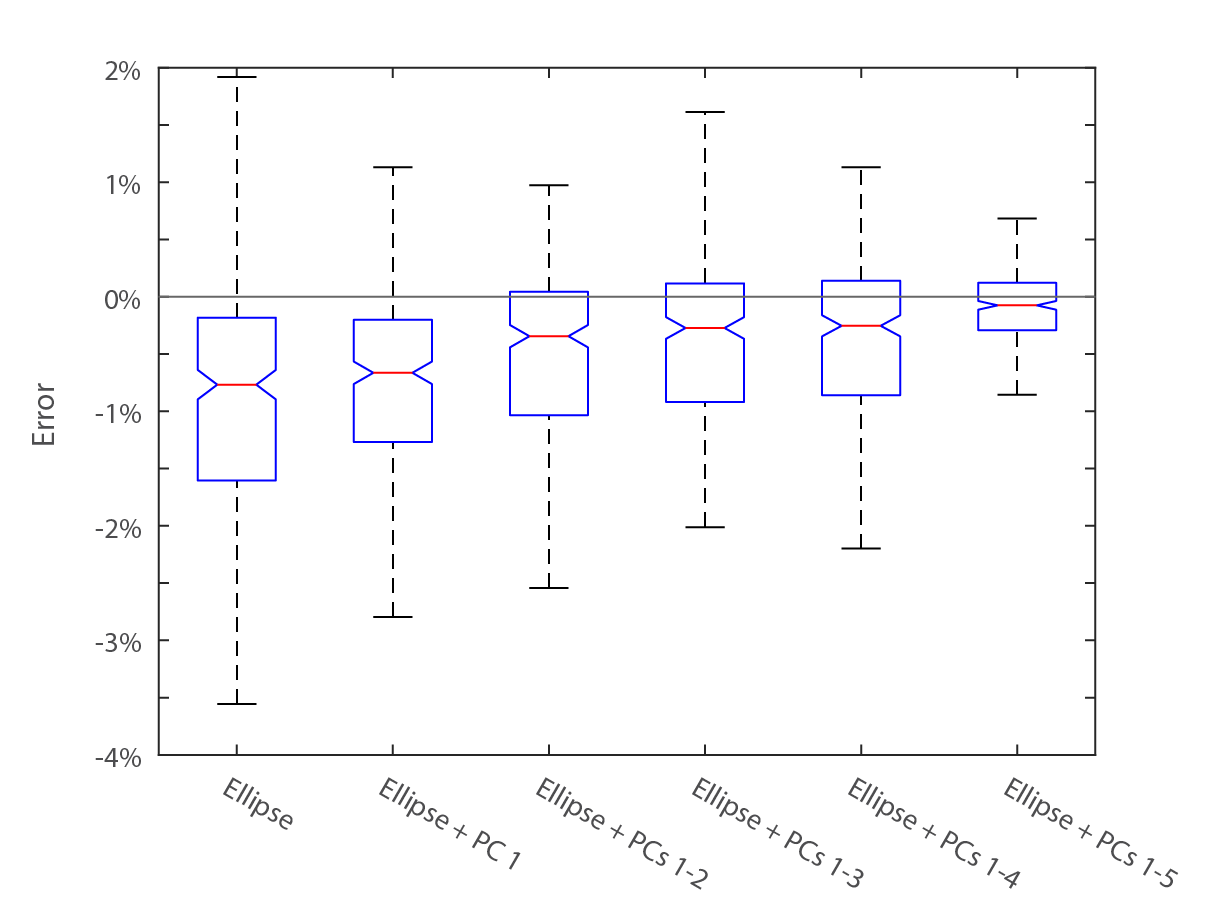 2%
1%
0%
-1%
-2%
-3%
-4%
Error
Ellipse
Ellipse + PC 1
Ellipse + PCs 1-2
Ellipse + PCs 1-3
Ellipse + PCs 1-4
Ellipse + PCs 1-5